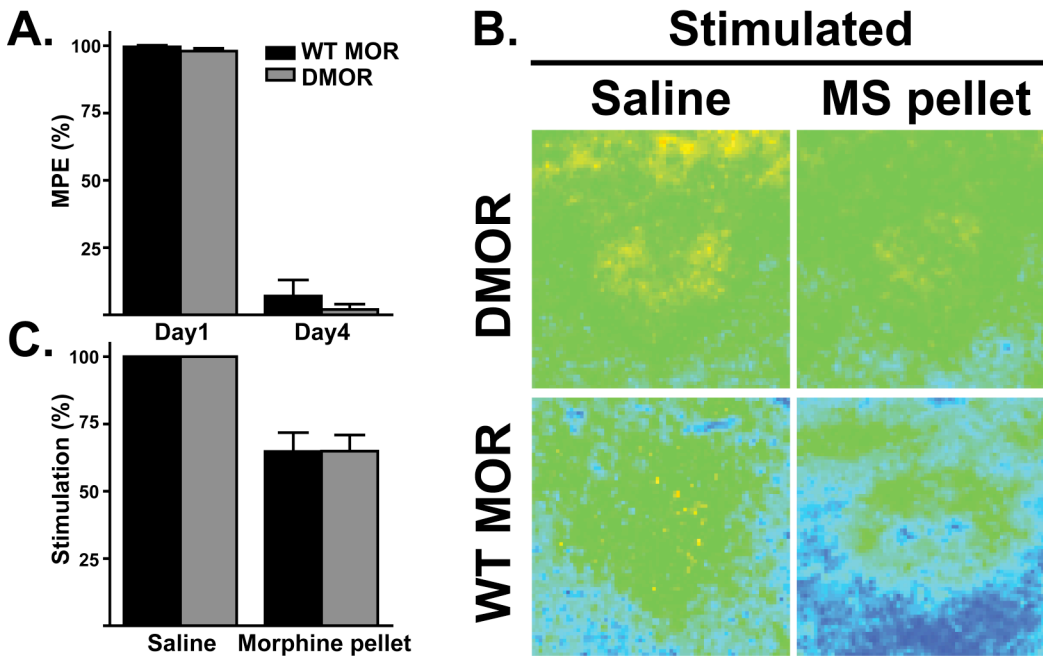 A.
MPE (%)
100
75
50
25
WT MOR
DMOR
Day1
Day4
B.
Stimulated
Saline
MS pellet
DMOR
WT MOR
C.
Stimulation (%)
100
75
50
25
Saline
Morphine pellet